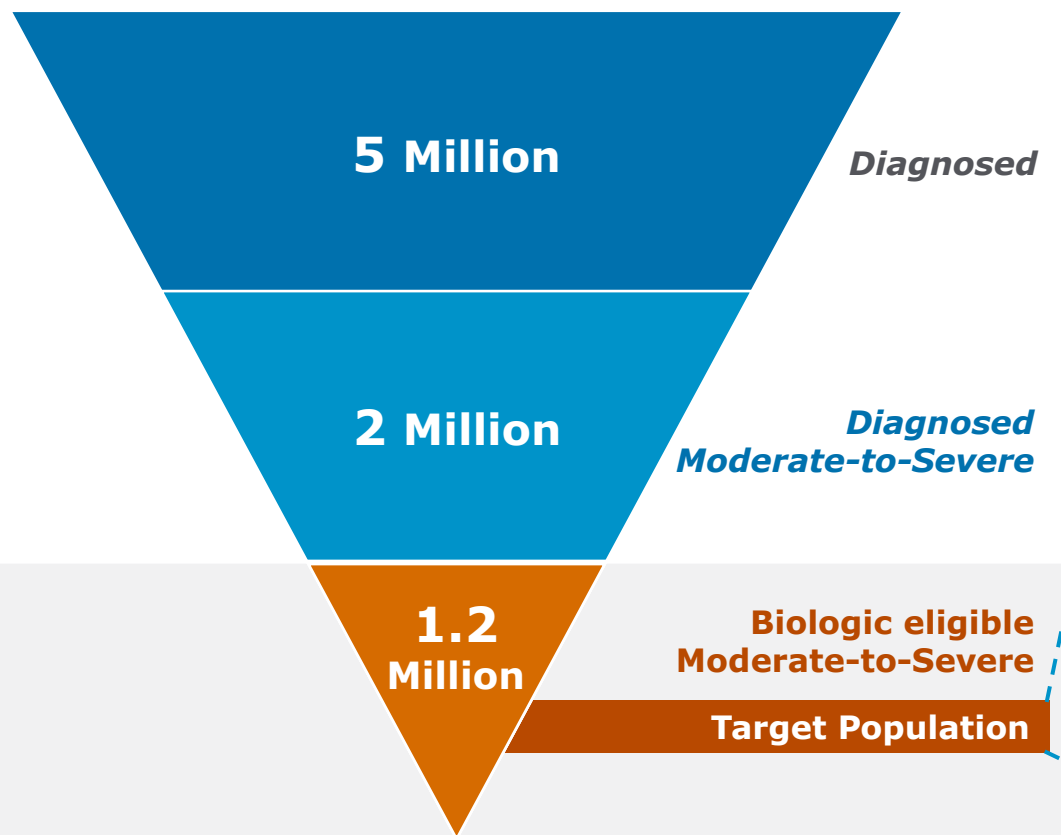 5 Million
Diagnosed
2 Million
Diagnosed
Moderate-to-Severe
1.2
Million
Biologic eligible
Moderate-to-Severe
Target Population